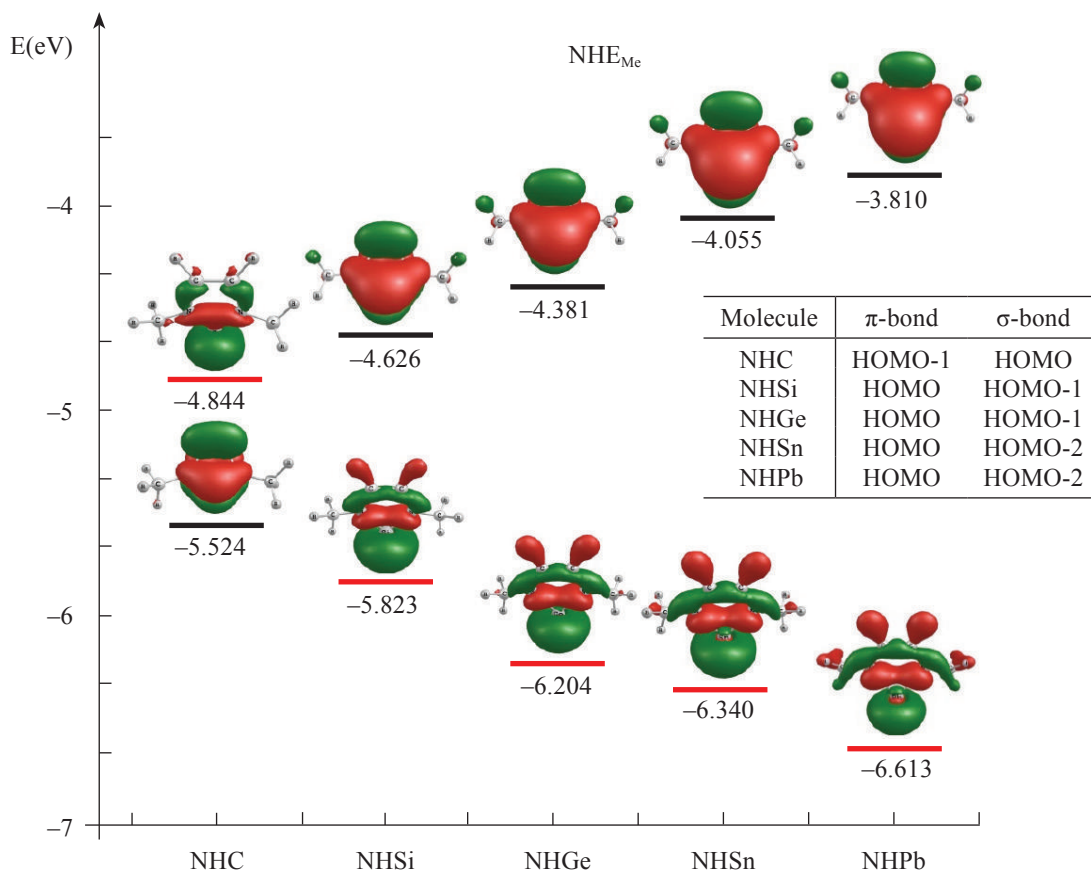 E(eV)
NHE_Me
−3.810
−4
−4.055
−4.381
−4.626
−4.844
Molecule π-bond σ-bond
NHC HOMO-1 HOMO
NHSi HOMO HOMO-1
NHGe HOMO HOMO-1
NHSn HOMO HOMO-2
NHPb HOMO HOMO-2
−5
−5.524
−5.823
−6
−6.204
−6.340
−6.613
−7
NHC NHSi NHGe NHSn NHPb